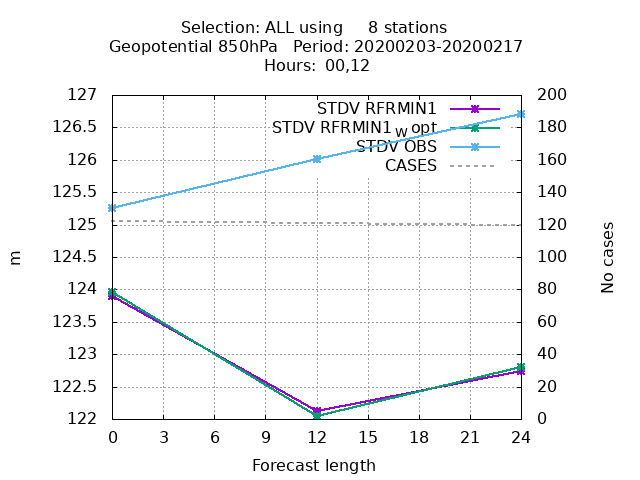 Selection: ALL using     8 stations
Geopotential 850hPa   Period: 20200203-20200217
Hours: 00,12
127 200
STDV RFRMIN1
126.5 180
STDV RFRMIN1 w opt
STDV OBS
126 160
CASES
125.5 140
125 120
124.5 100
124 80
123.5 60
123 40
122.5 20
122 0
m
No cases
0 3 6 9 12 15 18 21 24
Forecast length